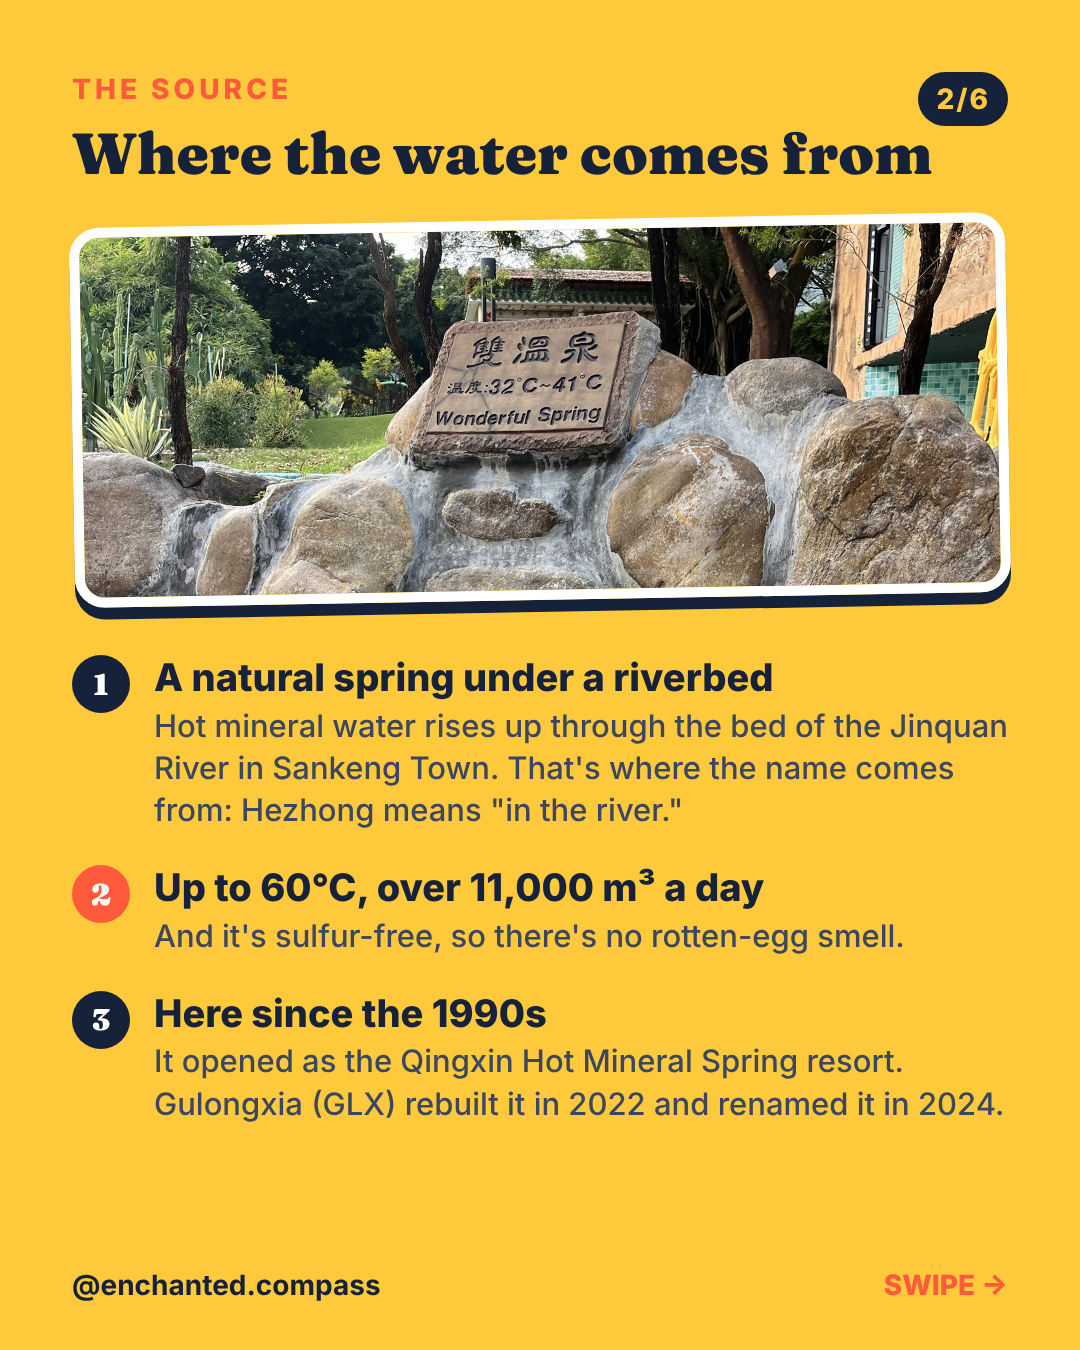 THE SOURCE
2/6
Where the water comes from
雙溫泉
温度:32°C~41°C
Wonderful Spring
1
A natural spring under a riverbed
Hot mineral water rises up through the bed of the Jinquan
River in Sankeng Town. That's where the name comes
from: Hezhong means "in the river."
2
Up to 60°C, over 11,000 m³ a day
And it's sulfur-free, so there's no rotten-egg smell.
3
Here since the 1990s
It opened as the Qingxin Hot Mineral Spring resort.
Gulongxia (GLX) rebuilt it in 2022 and renamed it in 2024.
@enchanted.compass
SWIPE →